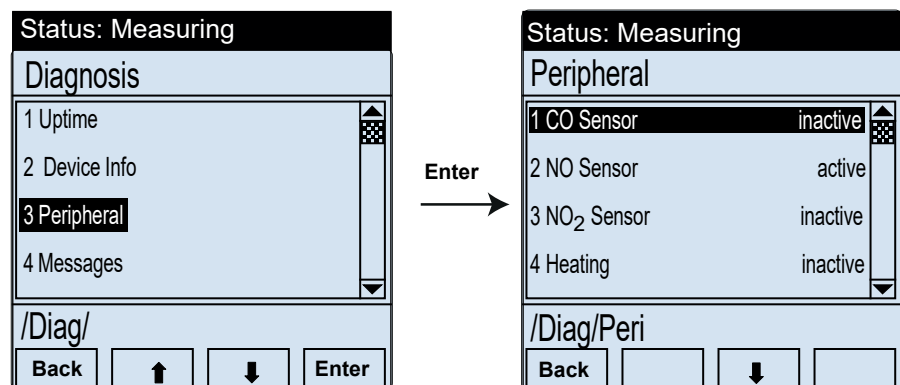 Status: Measuring
Diagnosis
1 Uptime
2 Device Info
3 Peripheral
4 Messages
/Diag/
Back ⬆ ⬇ Enter
Enter
Status: Measuring
Peripheral
1 CO Sensor inactive
2 NO Sensor active
3 NO₂ Sensor inactive
4 Heating inactive
/Diag/Peri
Back ⬇